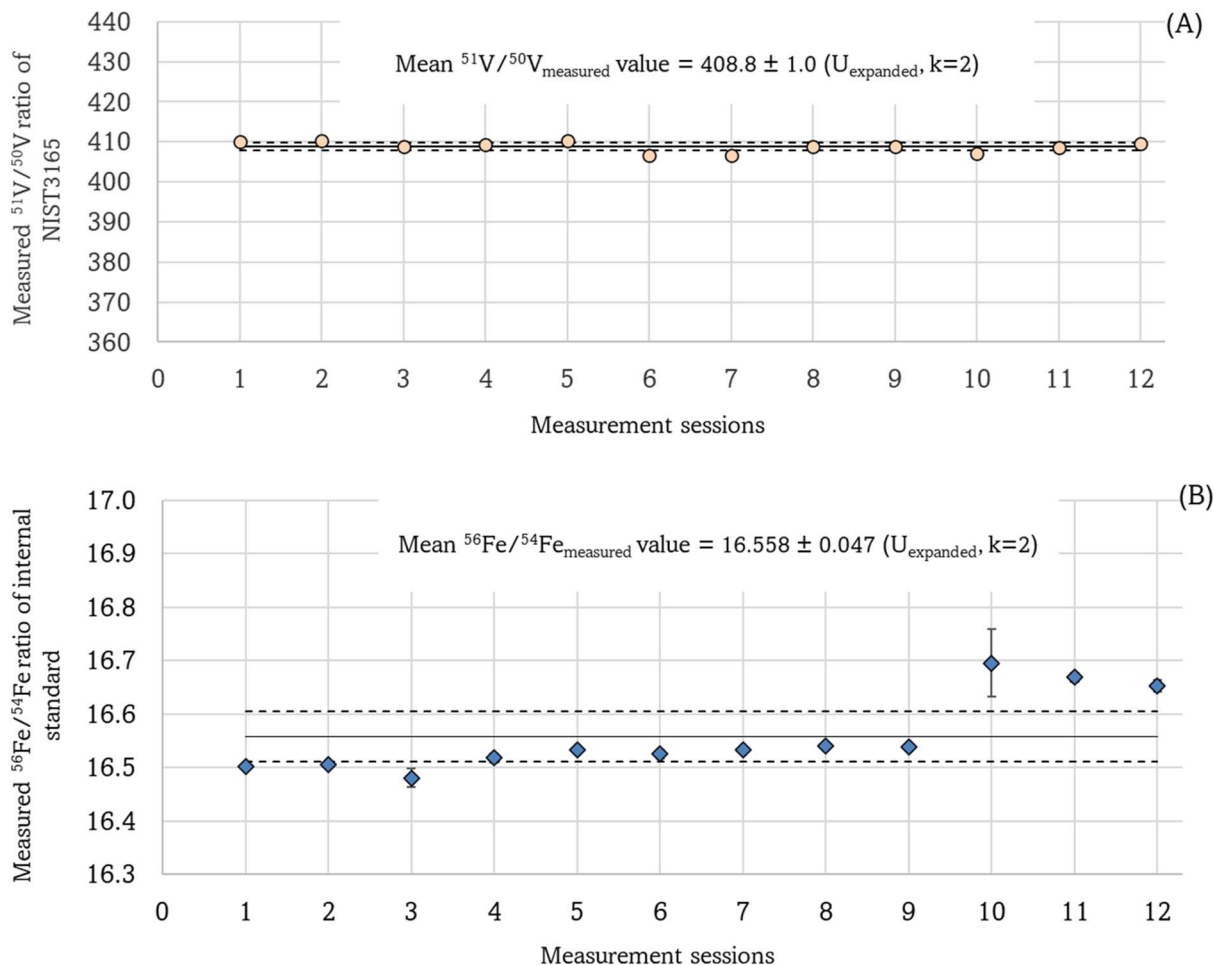 (A)
Mean ⁵¹V/⁵⁰Vmeasured value = 408.8 ± 1.0 (Uexpanded, k=2)
Measured ⁵¹V/⁵⁰V ratio of
NIST3165
440
430
420
410
400
390
380
370
360
0 1 2 3 4 5 6 7 8 9 10 11 12
Measurement sessions
(B)
Mean ⁵⁶Fe/⁵⁴Femeasured value = 16.558 ± 0.047 (Uexpanded, k=2)
Measured ⁵⁶Fe/⁵⁴Fe ratio of internal
standard
17.0
16.9
16.8
16.7
16.6
16.5
16.4
16.3
0 1 2 3 4 5 6 7 8 9 10 11 12
Measurement sessions